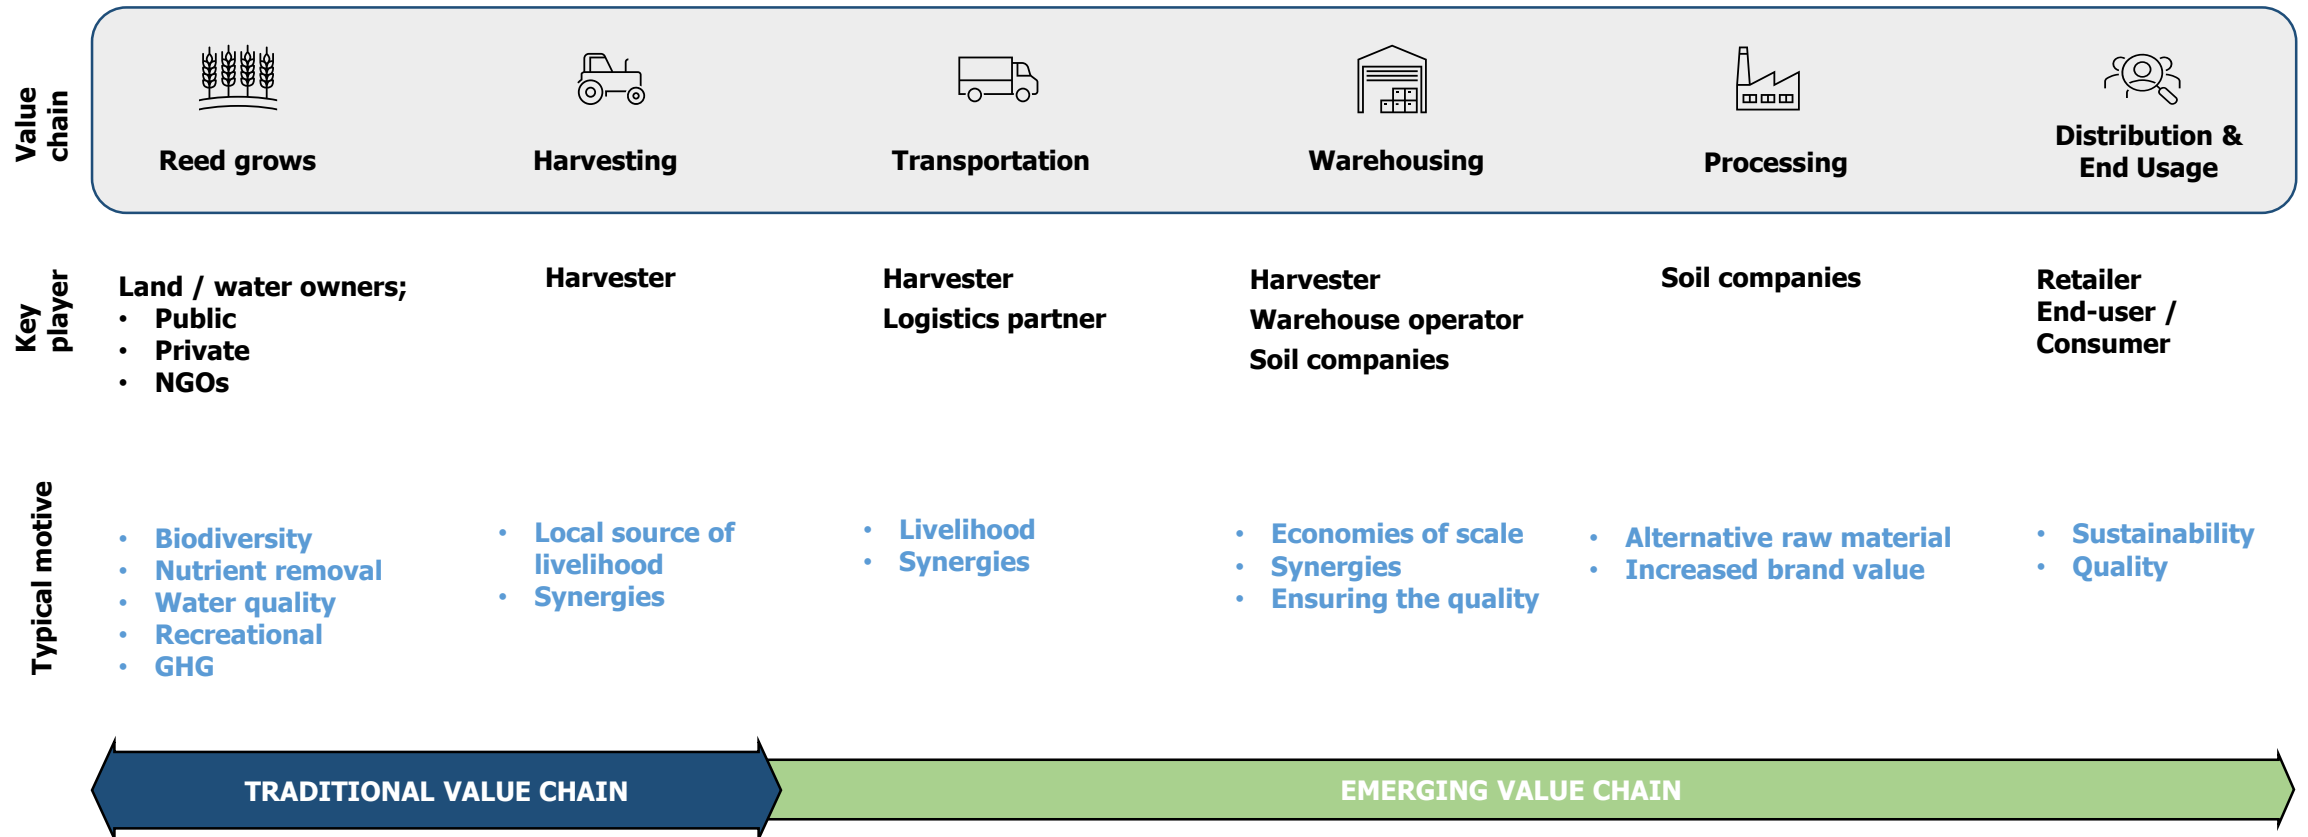 Value
chain
Reed grows
Harvesting
Transportation
Warehousing
Processing
Distribution &
End Usage
Key
player
Land / water owners;
• Public
• Private
• NGOs
Harvester
Harvester
Logistics partner
Harvester
Warehouse operator
Soil companies
Soil companies
Retailer
End-user /
Consumer
Typical motive
• Biodiversity
• Nutrient removal
• Water quality
• Recreational
• GHG
• Local source of
livelihood
• Synergies
• Livelihood
• Synergies
• Economies of scale
• Synergies
• Ensuring the quality
• Alternative raw material
• Increased brand value
• Sustainability
• Quality
TRADITIONAL VALUE CHAIN
EMERGING VALUE CHAIN